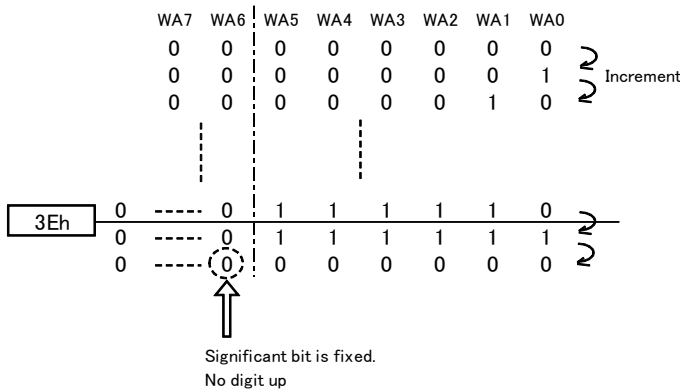 WA7 WA6 WA5 WA4 WA3 WA2 WA1 WA0
0 0 0 0 0 0 0 0
0 0 0 0 0 0 0 1
Increment
0 0 0 0 0 0 1 0
0 ----- 0 1 1 1 1 1 0
3Eh
0 ----- 0 1 1 1 1 1 1
0 ----- 0 0 0 0 0 0 0
Significant bit is fixed.
No digit up